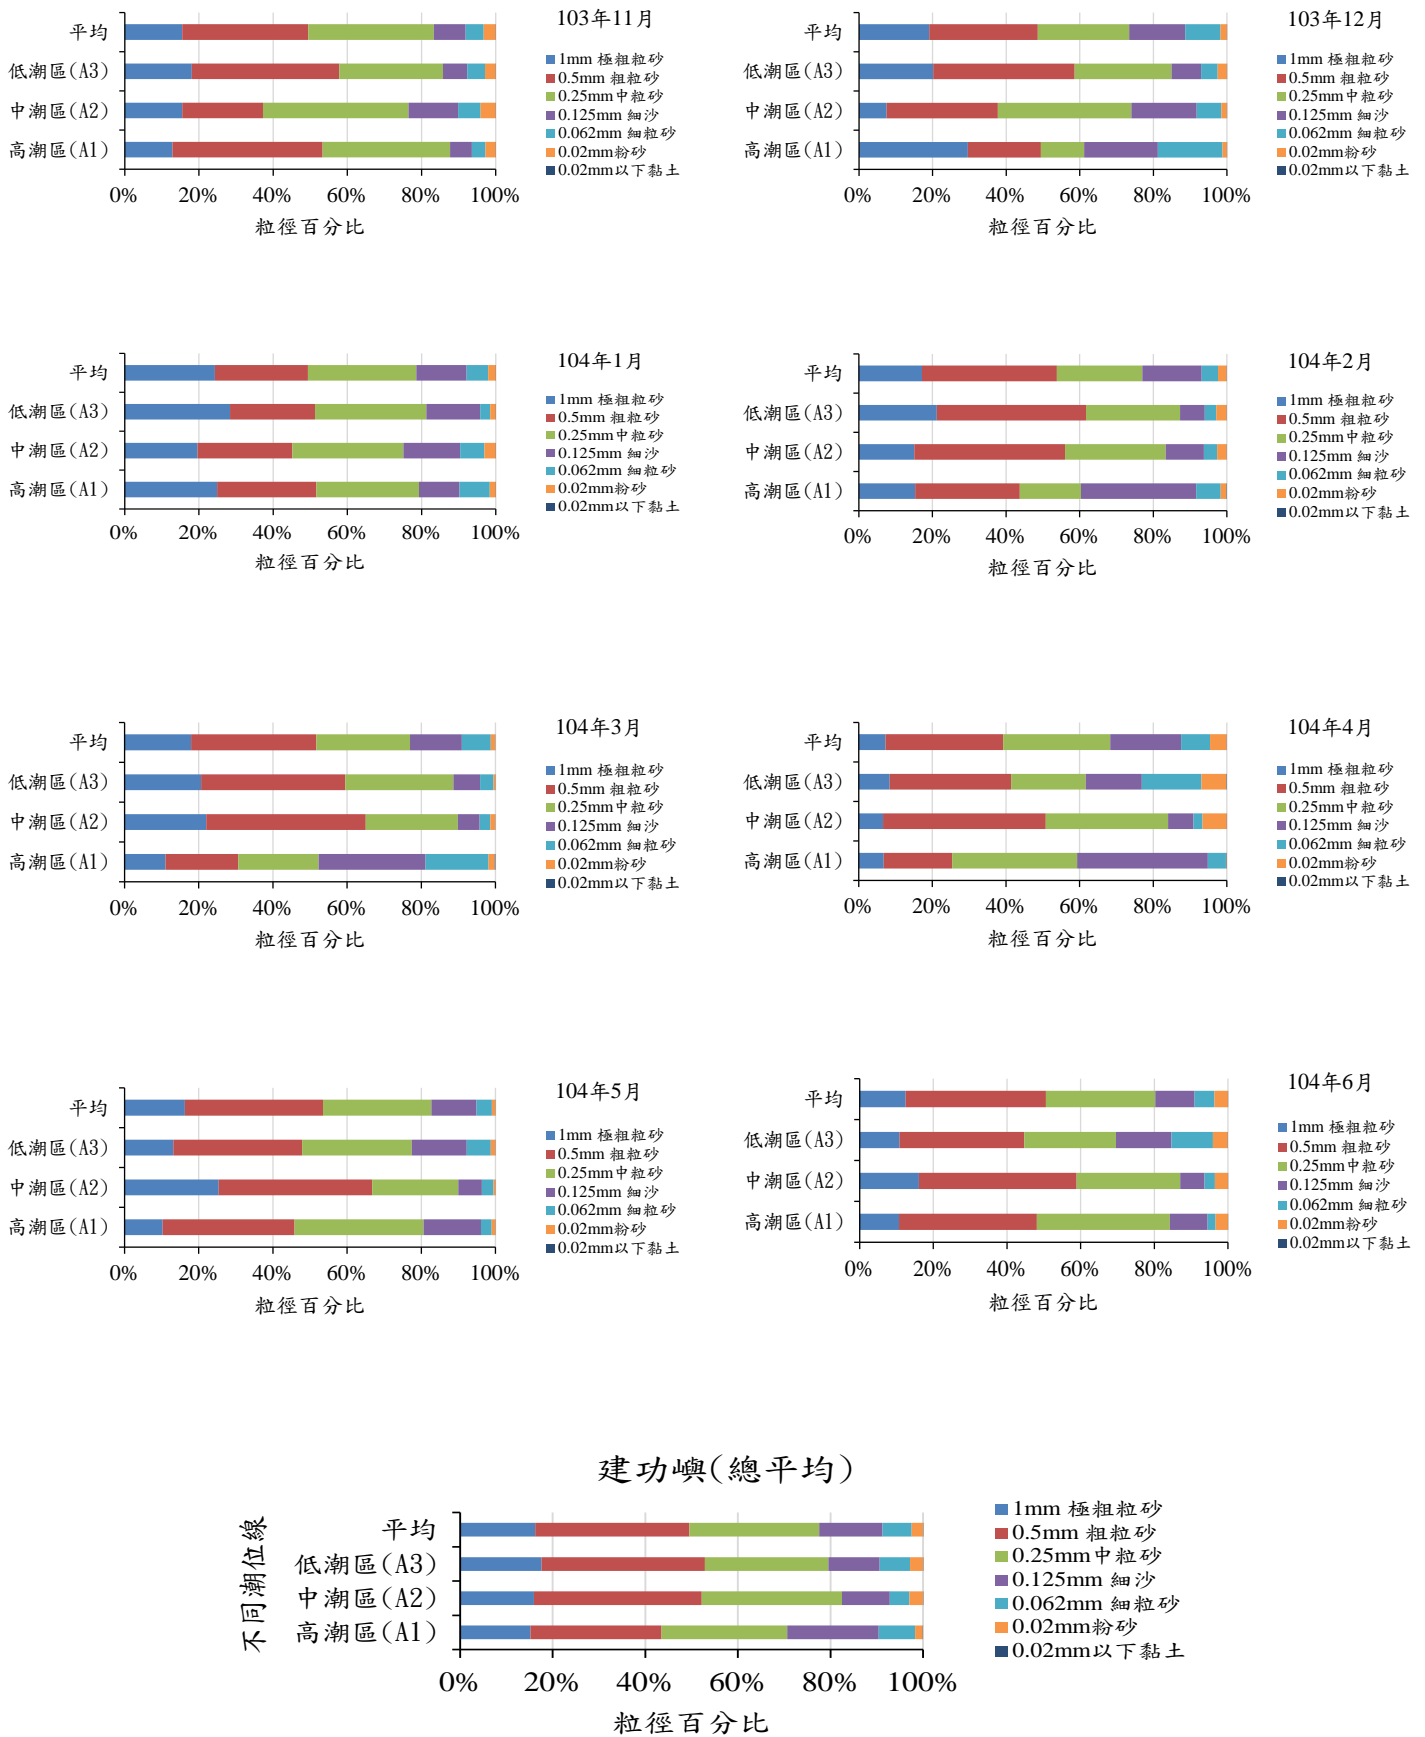 103年11月
平均
低潮區(A3)
中潮區(A2)
高潮區(A1)
0% 20% 40% 60% 80% 100%
粒徑百分比
1mm 極粗粒砂
0.5mm 粗粒砂
0.25mm中粒砂
0.125mm 細沙
0.062mm 細粒砂
0.02mm粉砂
0.02mm以下黏土
103年12月
平均
低潮區(A3)
中潮區(A2)
高潮區(A1)
0% 20% 40% 60% 80% 100%
粒徑百分比
1mm 極粗粒砂
0.5mm 粗粒砂
0.25mm中粒砂
0.125mm 細沙
0.062mm 細粒砂
0.02mm粉砂
0.02mm以下黏土
104年1月
平均
低潮區(A3)
中潮區(A2)
高潮區(A1)
0% 20% 40% 60% 80% 100%
粒徑百分比
1mm 極粗粒砂
0.5mm 粗粒砂
0.25mm中粒砂
0.125mm 細沙
0.062mm 細粒砂
0.02mm粉砂
0.02mm以下黏土
104年2月
平均
低潮區(A3)
中潮區(A2)
高潮區(A1)
0% 20% 40% 60% 80% 100%
粒徑百分比
1mm 極粗粒砂
0.5mm 粗粒砂
0.25mm中粒砂
0.125mm 細沙
0.062mm 細粒砂
0.02mm粉砂
0.02mm以下黏土
104年3月
平均
低潮區(A3)
中潮區(A2)
高潮區(A1)
0% 20% 40% 60% 80% 100%
粒徑百分比
1mm 極粗粒砂
0.5mm 粗粒砂
0.25mm中粒砂
0.125mm 細沙
0.062mm 細粒砂
0.02mm粉砂
0.02mm以下黏土
104年4月
平均
低潮區(A3)
中潮區(A2)
高潮區(A1)
0% 20% 40% 60% 80% 100%
粒徑百分比
1mm 極粗粒砂
0.5mm 粗粒砂
0.25mm中粒砂
0.125mm 細沙
0.062mm 細粒砂
0.02mm粉砂
0.02mm以下黏土
104年5月
平均
低潮區(A3)
中潮區(A2)
高潮區(A1)
0% 20% 40% 60% 80% 100%
粒徑百分比
1mm 極粗粒砂
0.5mm 粗粒砂
0.25mm中粒砂
0.125mm 細沙
0.062mm 細粒砂
0.02mm粉砂
0.02mm以下黏土
104年6月
平均
低潮區(A3)
中潮區(A2)
高潮區(A1)
0% 20% 40% 60% 80% 100%
粒徑百分比
1mm 極粗粒砂
0.5mm 粗粒砂
0.25mm中粒砂
0.125mm 細沙
0.062mm 細粒砂
0.02mm粉砂
0.02mm以下黏土
建功嶼(總平均)
不同潮位線
平均
低潮區(A3)
中潮區(A2)
高潮區(A1)
0% 20% 40% 60% 80% 100%
粒徑百分比
1mm 極粗粒砂
0.5mm 粗粒砂
0.25mm中粒砂
0.125mm 細沙
0.062mm 細粒砂
0.02mm粉砂
0.02mm以下黏土